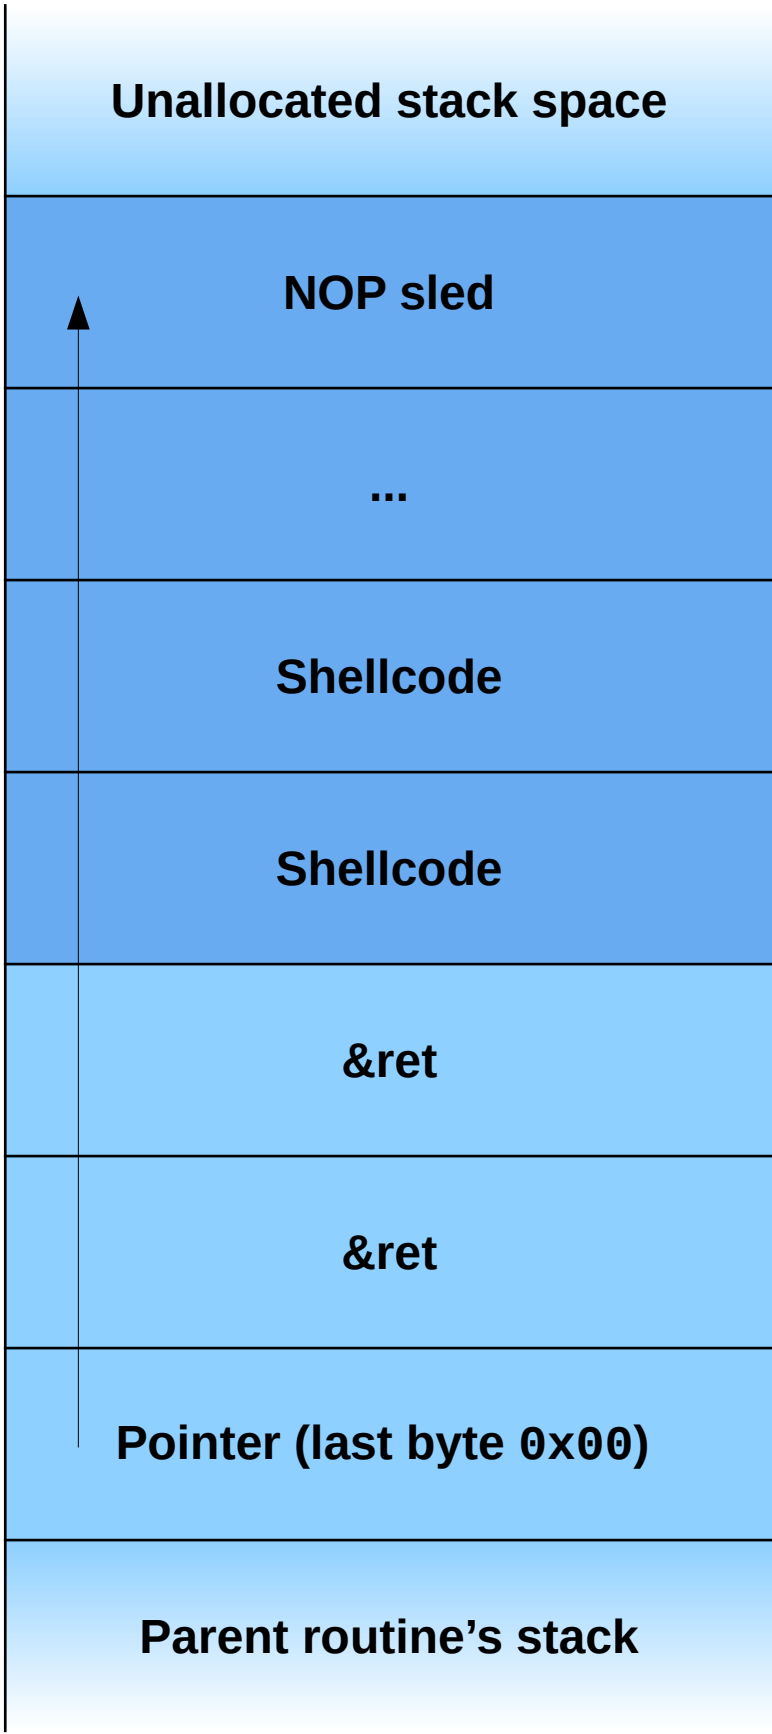 Unallocated stack space
NOP sled
...
Shellcode
Shellcode
&ret
&ret
Pointer (last byte 0x00)
Parent routine’s stack